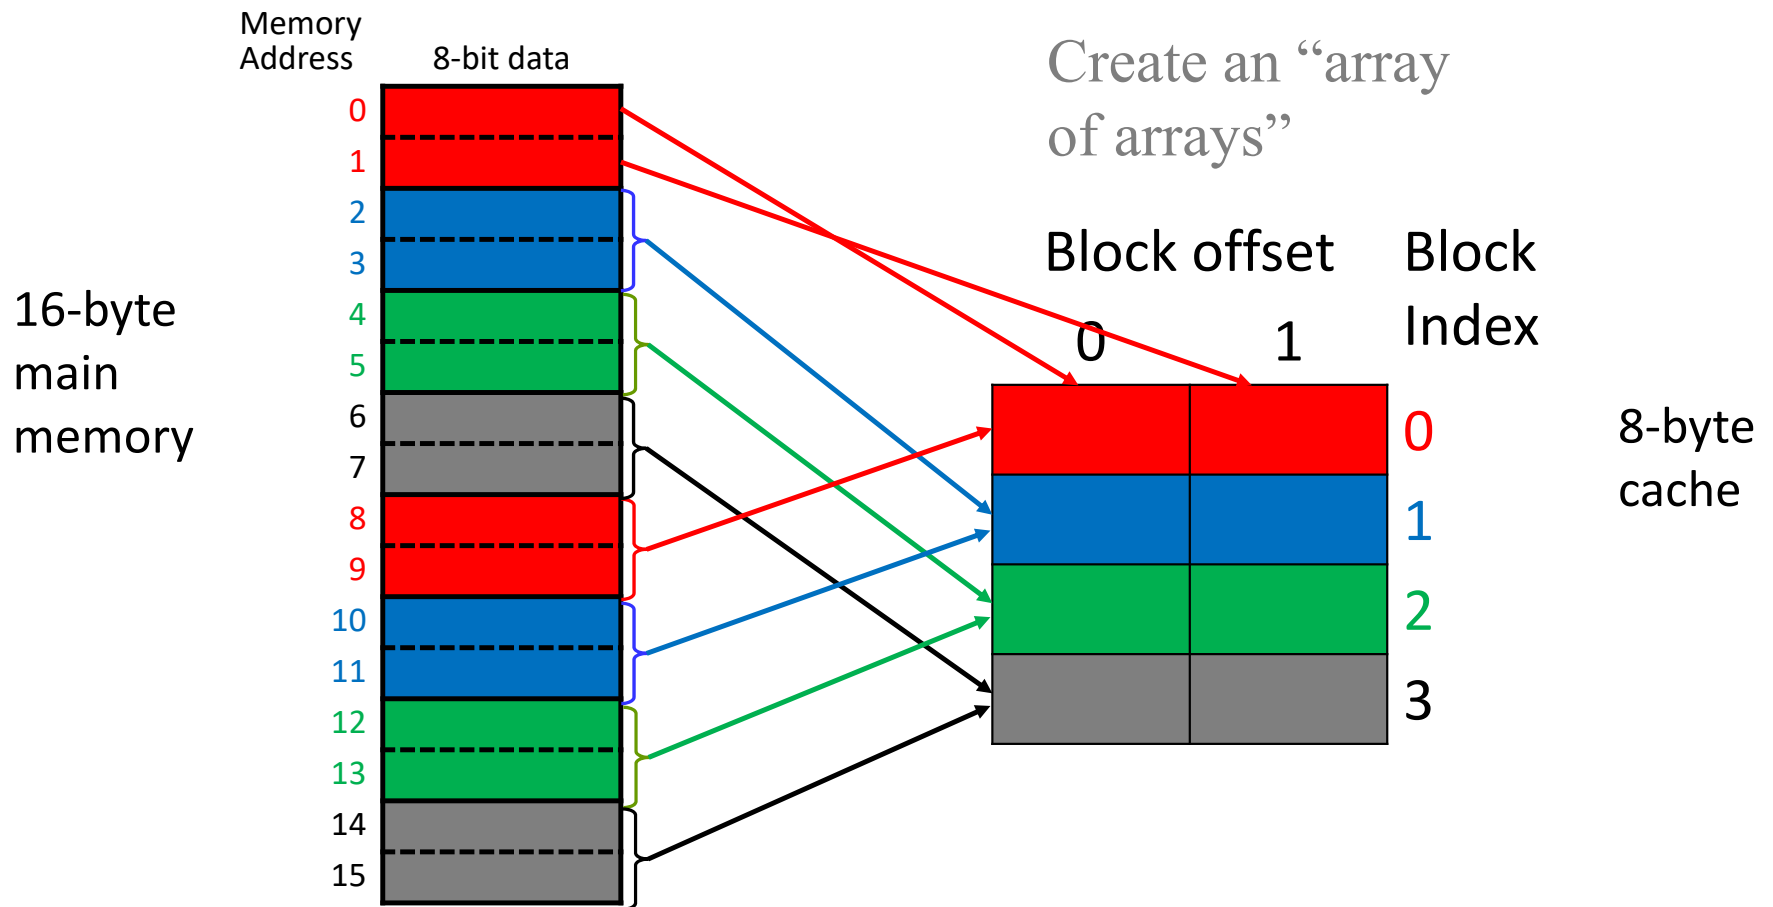 Memory
Address
8-bit data
Create an “array
of arrays”
0
1
2
3
4
5
6
7
8
9
10
11
12
13
14
15
16-byte
main
memory
Block offset
0 1
Block
Index
0
1
2
3
8-byte
cache